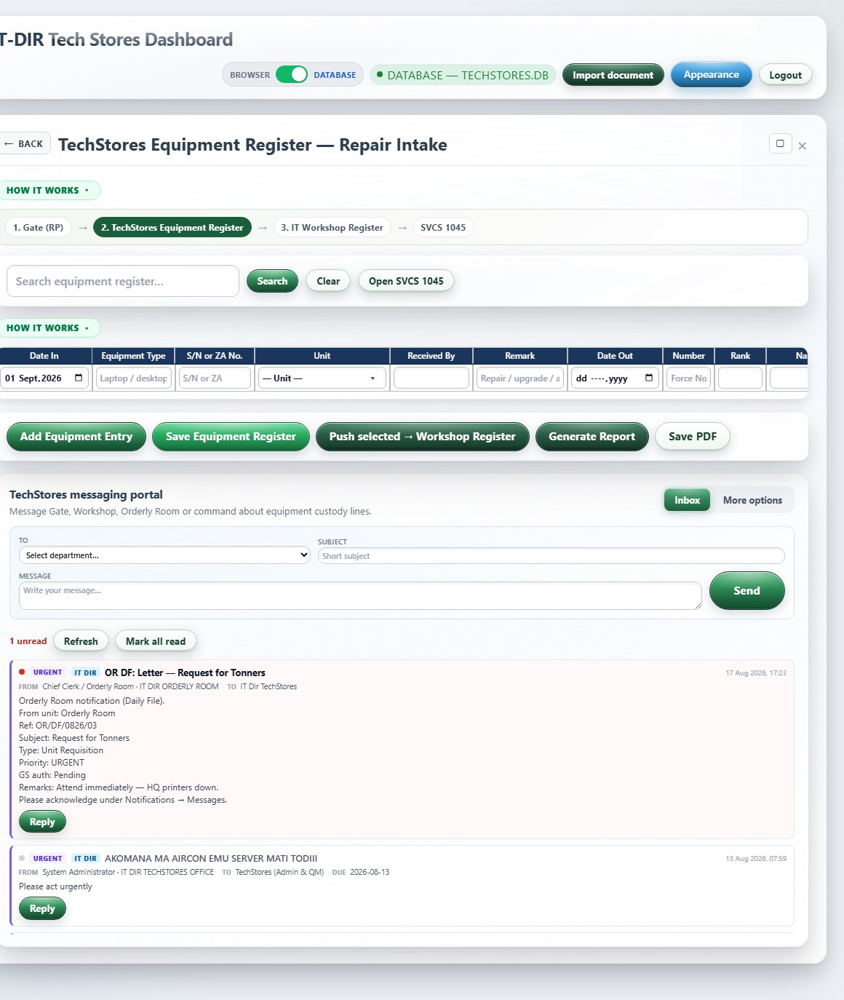 T-DIR Tech Stores Dashboard
BROWSER DATABASE DATABASE — TECHSTORES.DB Import document Appearance Logout
← BACK TechStores Equipment Register — Repair Intake
HOW IT WORKS
1. Gate (RP) → 2. TechStores Equipment Register → 3. IT Workshop Register → SVCS 1045
Search equipment register... Search Clear Open SVCS 1045
HOW IT WORKS
Date In Equipment Type S/N or ZA No. Unit Received By Remark Date Out Number Rank Na
01 Sept,2026 Laptop / desktop S/N or ZA — Unit — Repair / upgrade / a dd ----,yyyy Force No
Add Equipment Entry Save Equipment Register Push selected → Workshop Register Generate Report Save PDF
TechStores messaging portal
Message Gate, Workshop, Orderly Room or command about equipment custody lines.
Inbox More options
TO SUBJECT
Select department... Short subject
MESSAGE
Write your message...
Send
1 unread Refresh Mark all read
URGENT IT DIR OR DF: Letter — Request for Tonners 17 Aug 2026, 17:23
FROM Chief Clerk / Orderly Room · IT DIR ORDERLY ROOM TO IT Dir TechStores
Orderly Room notification (Daily File).
From unit: Orderly Room
Ref: OR/DF/0826/03
Subject: Request for Tonners
Type: Unit Requisition
Priority: URGENT
GS auth: Pending
Remarks: Attend immediately — HQ printers down.
Please acknowledge under Notifications → Messages.
Reply
URGENT IT DIR AKOMANA MA AIRCON EMU SERVER MATI TODIII 13 Aug 2026, 07:59
FROM System Administrator · IT DIR TECHSTORES OFFICE TO TechStores (Admin & QM) DUE 2026-08-13
Please act urgently
Reply